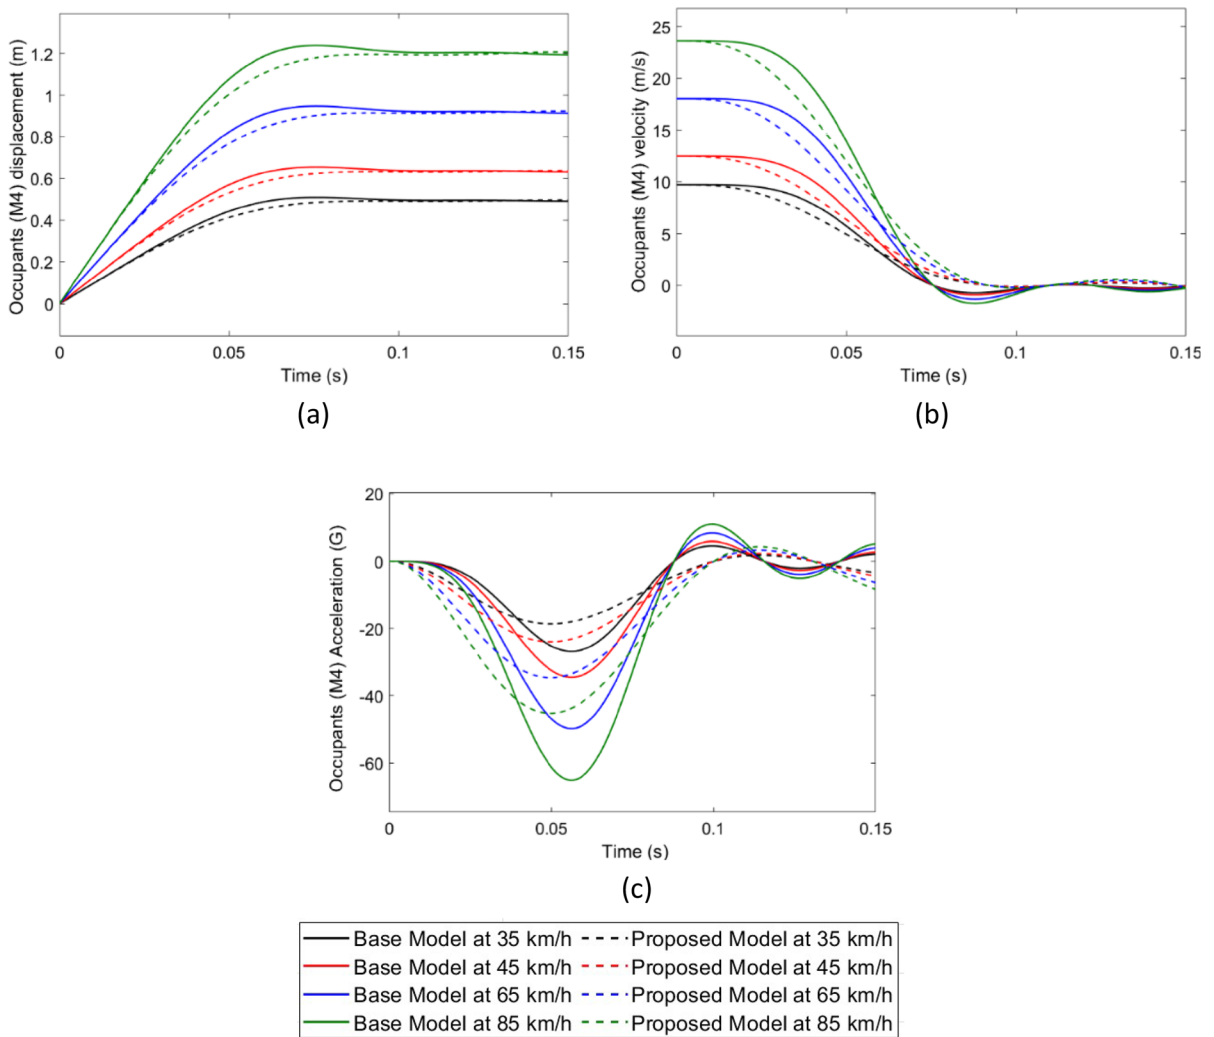 Occupants (M4) displacement (m)
1.2
1
0.8
0.6
0.4
0.2
0
0
0.05
0.1
0.15
Time (s)
(a)
Occupants (M4) velocity (m/s)
25
20
15
10
5
0
0
0.05
0.1
0.15
Time (s)
(b)
Occupants (M4) Acceleration (G)
20
0
-20
-40
-60
0
0.05
0.1
0.15
Time (s)
(c)
Base Model at 35 km/h
Proposed Model at 35 km/h
Base Model at 45 km/h
Proposed Model at 45 km/h
Base Model at 65 km/h
Proposed Model at 65 km/h
Base Model at 85 km/h
Proposed Model at 85 km/h